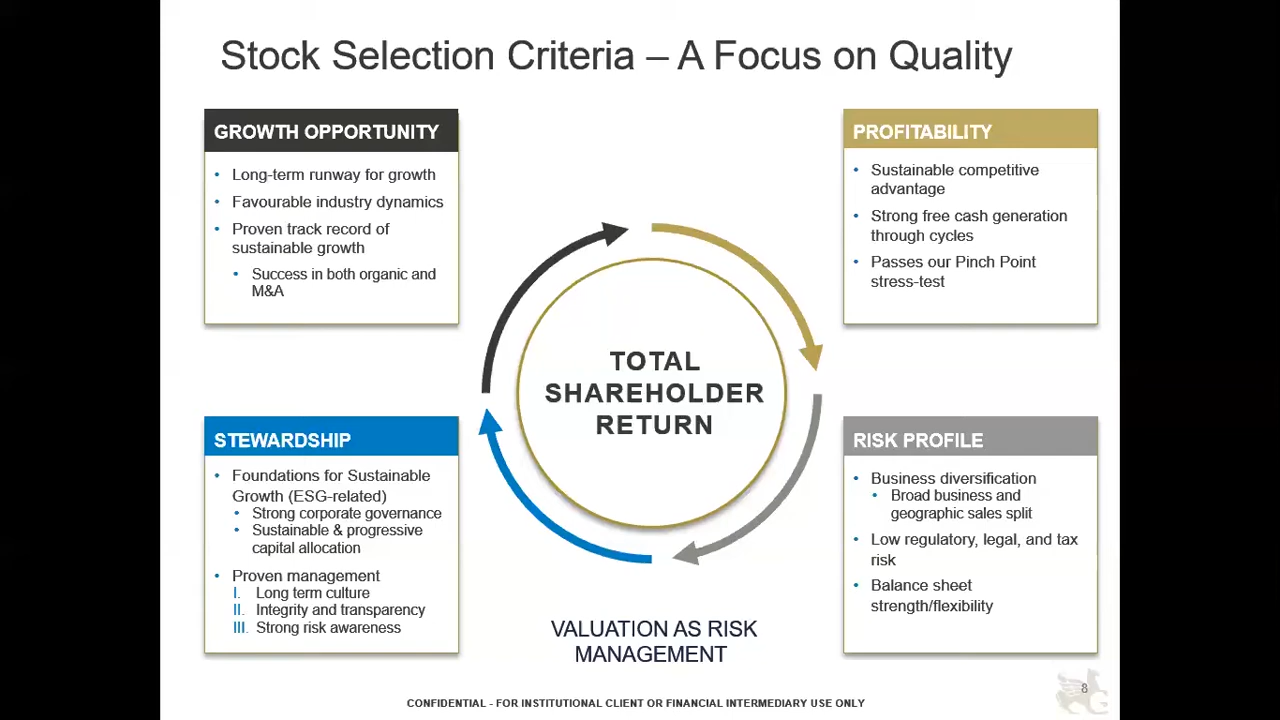 Stock Selection Criteria – A Focus on Quality
GROWTH OPPORTUNITY
• Long-term runway for growth
• Favourable industry dynamics
• Proven track record of
sustainable growth
• Success in both organic and
M&A
PROFITABILITY
• Sustainable competitive
advantage
• Strong free cash generation
through cycles
• Passes our Pinch Point
stress-test
TOTAL
SHAREHOLDER
RETURN
STEWARDSHIP
• Foundations for Sustainable
Growth (ESG-related)
• Strong corporate governance
• Sustainable & progressive
capital allocation
• Proven management
I. Long term culture
II. Integrity and transparency
III. Strong risk awareness
RISK PROFILE
• Business diversification
• Broad business and
geographic sales split
• Low regulatory, legal, and tax
risk
• Balance sheet
strength/flexibility
VALUATION AS RISK
MANAGEMENT
CONFIDENTIAL - FOR INSTITUTIONAL CLIENT OR FINANCIAL INTERMEDIARY USE ONLY
8